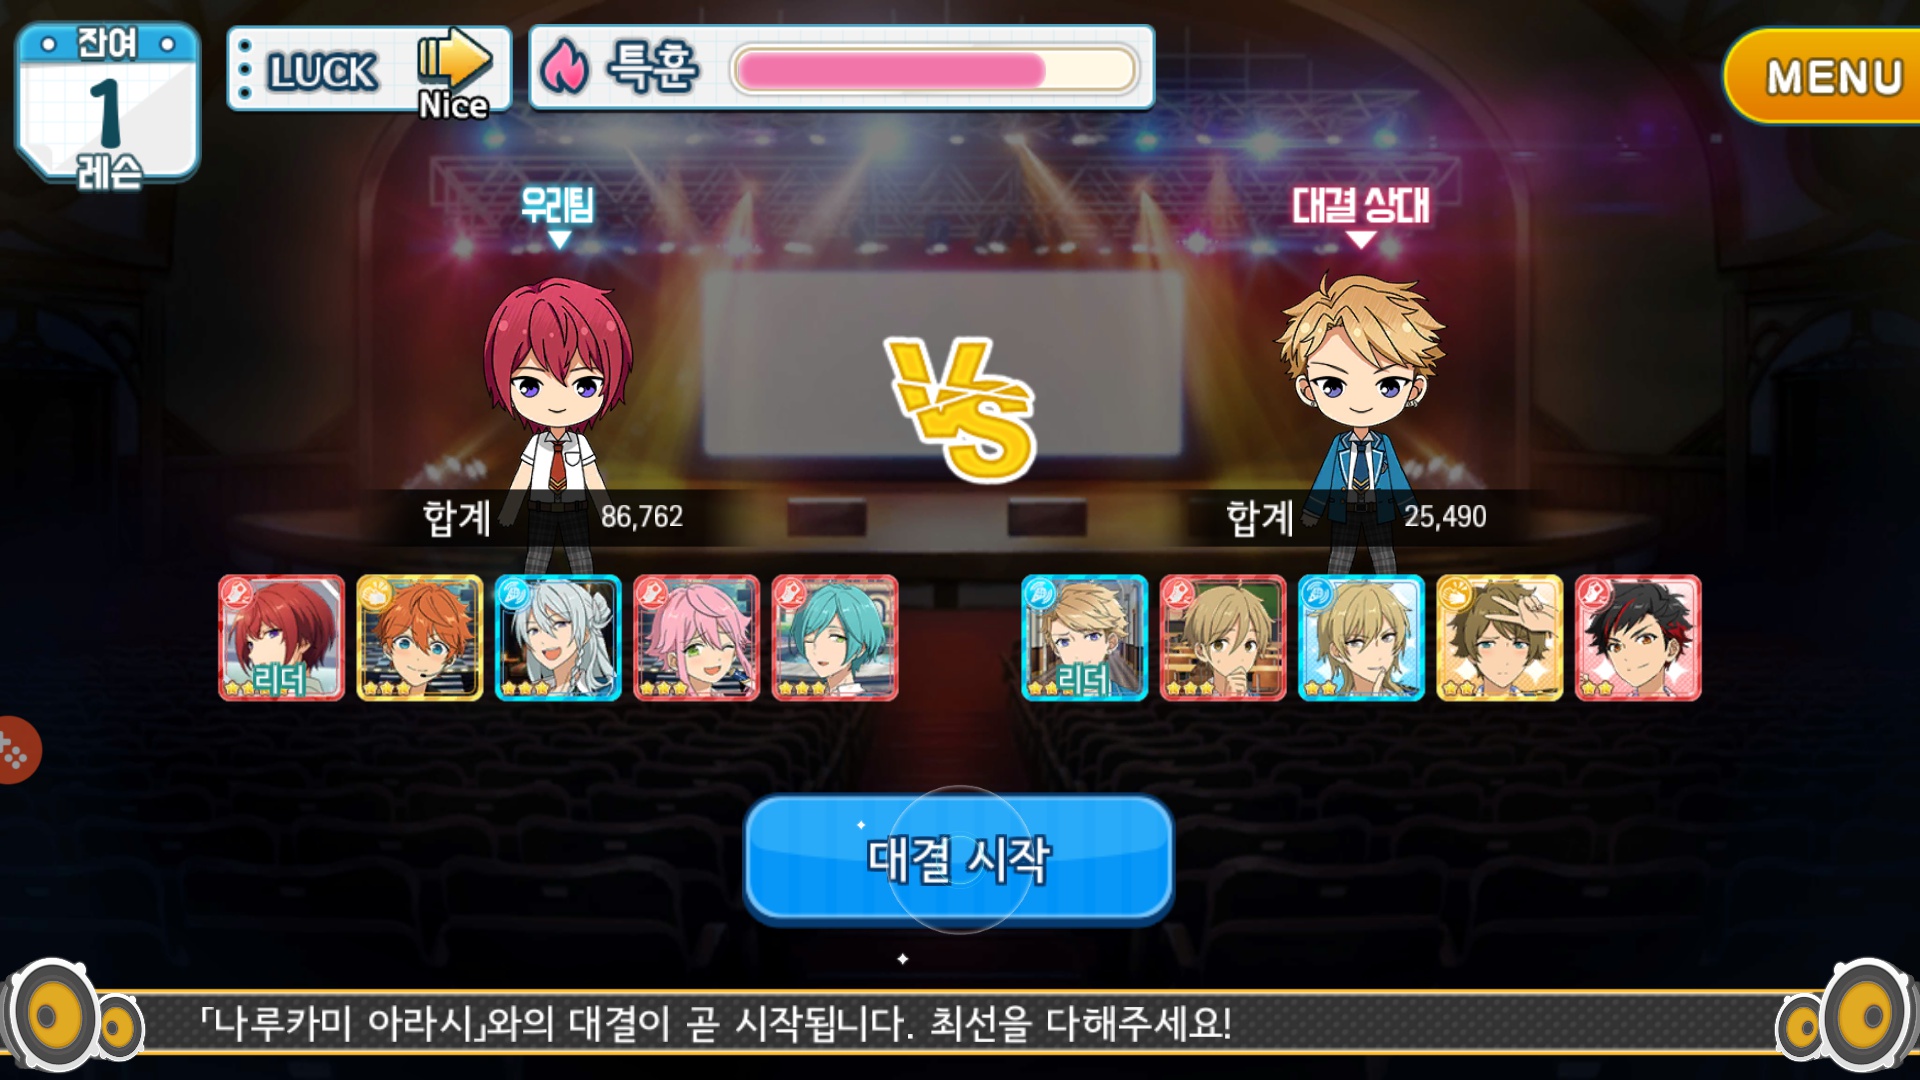 잔여
1
레슨
LUCK
Nice
특훈
MENU
우리팀
대결 상대
VS
합계 86,762
합계 25,490
리더
리더
대결 시작
「나루카미 아라시」와의 대결이 곧 시작됩니다. 최선을 다해주세요!